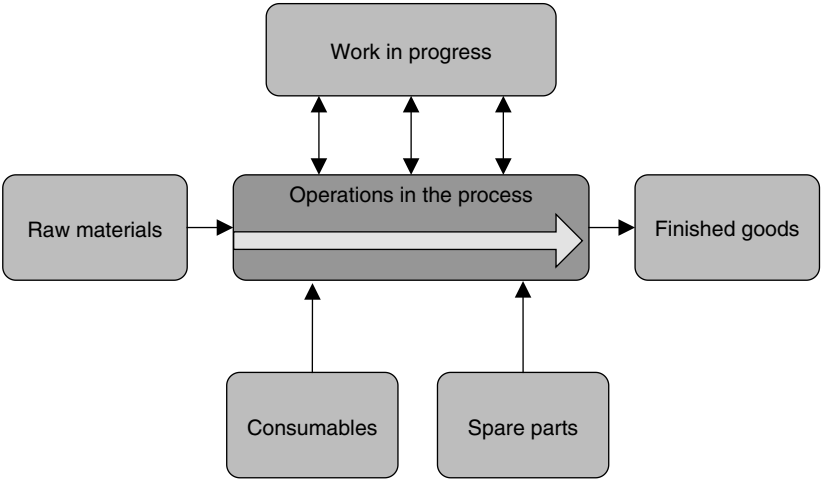 Work in progress
Operations in the process
Raw materials
Finished goods
Consumables
Spare parts